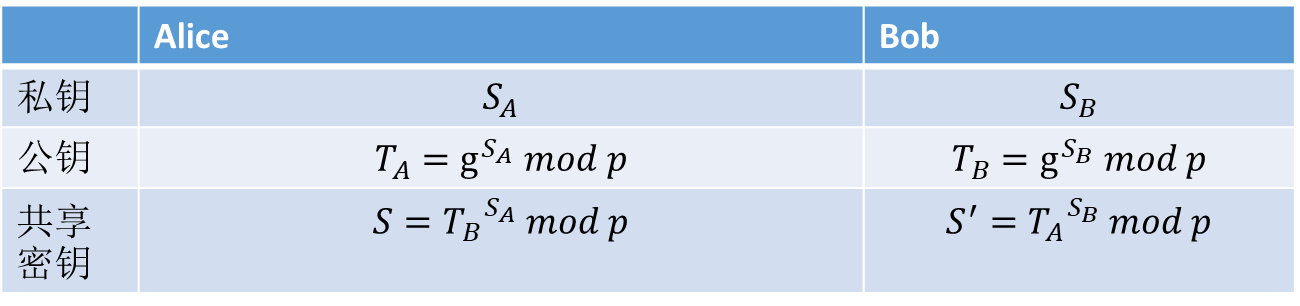 Alice Bob
私钥 S_A S_B
公钥 T_A = g^{S_A} mod p T_B = g^{S_B} mod p
共享 S = T_B^{S_A} mod p S′ = T_A^{S_B} mod p
密钥